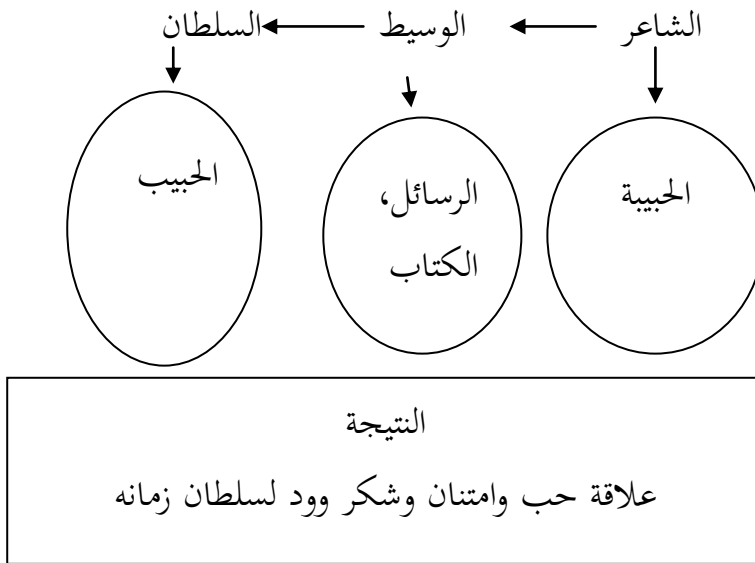 الشاعر الوسيط السلطان
الحبيبة
الرسائل،
الكتاب
الحبيب
النتيجة
علاقة حب وامتنان وشكر وود لسلطان زمانه